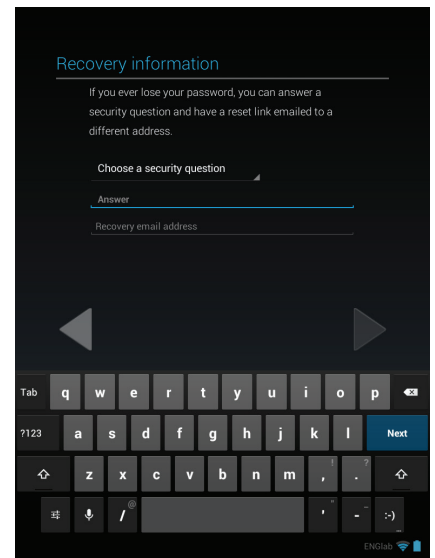 Recovery information
If you ever lose your password, you can answer a
security question and have a reset link emailed to a
different address.
Choose a security question
Answer
Recovery email address
Tab q w e r t y u i o p
?123 a s d f g h j k l Next
! ?
z x c v b n m , .
@ " _
/ ' - :-)
ENGlab